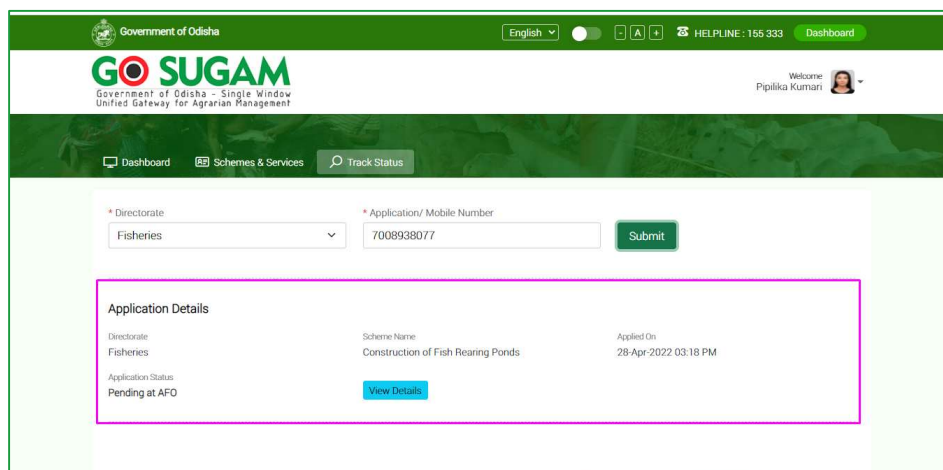 Government of Odisha
English
- A +
HELPLINE : 155 333
Dashboard
GO SUGAM
Government of Odisha - Single Window
Unified Gateway for Agrarian Management
Welcome
Pipilika Kumari
Dashboard
Schemes & Services
Track Status
* Directorate
* Application/ Mobile Number
Fisheries
7008938077
Submit
Application Details
Directorate
Scheme Name
Applied On
Fisheries
Construction of Fish Rearing Ponds
28-Apr-2022 03:18 PM
Application Status
Pending at AFO
View Details